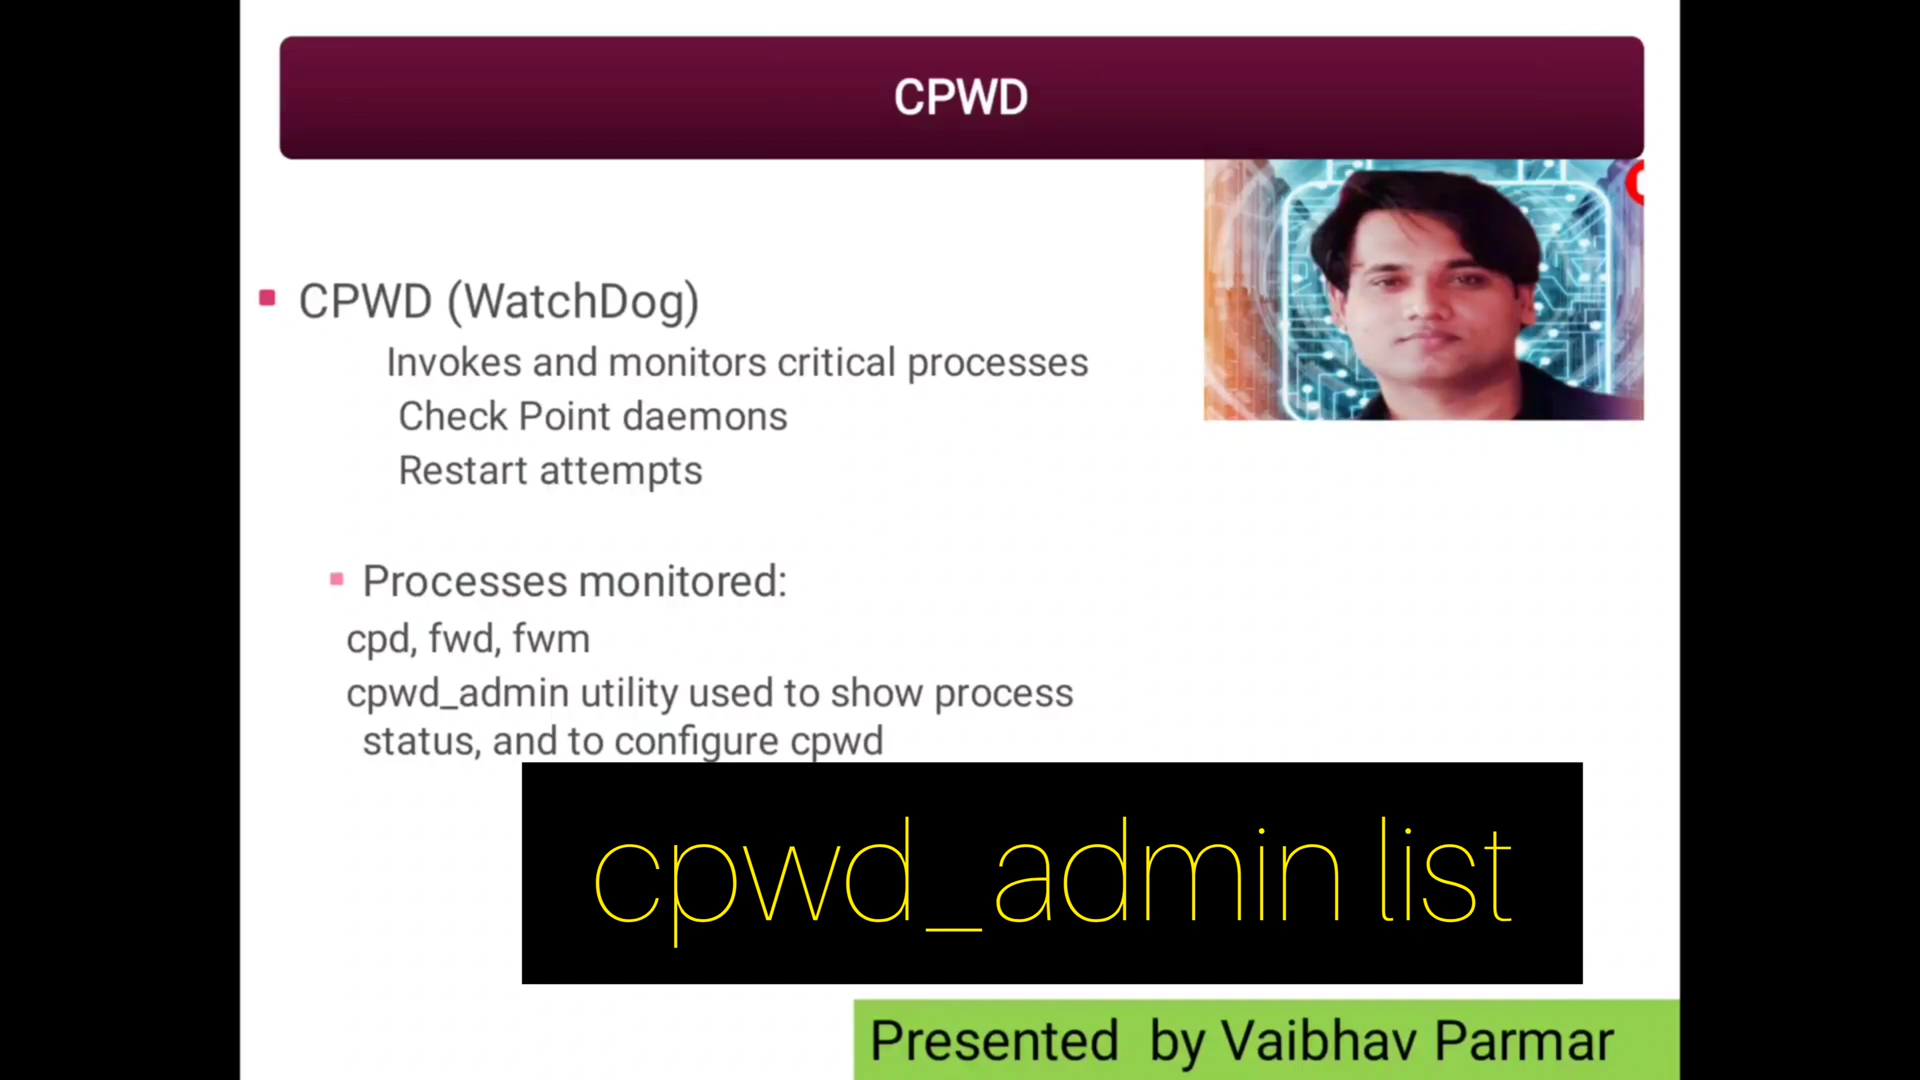 CPWD
CPWD (WatchDog)
Invokes and monitors critical processes
Check Point daemons
Restart attempts
Processes monitored:
cpd, fwd, fwm
cpwd_admin utility used to show process
status, and to configure cpwd
cpwd_admin list
Presented by Vaibhav Parmar